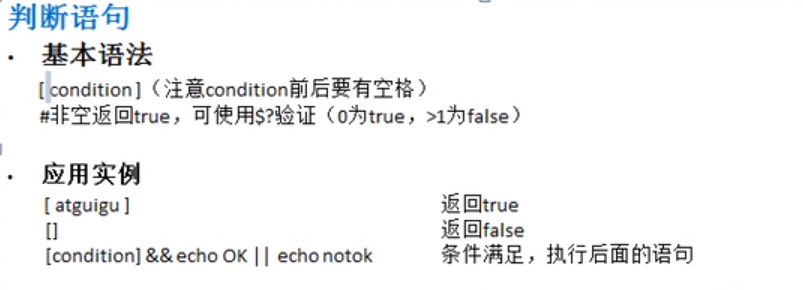 判断语句
• 基本语法
[ condition ]（注意condition前后要有空格）
#非空返回true，可使用$?验证（0为true，>1为false）
• 应用实例
[ atguigu ] 返回true
[] 返回false
[condition] && echo OK || echo notok 条件满足，执行后面的语句